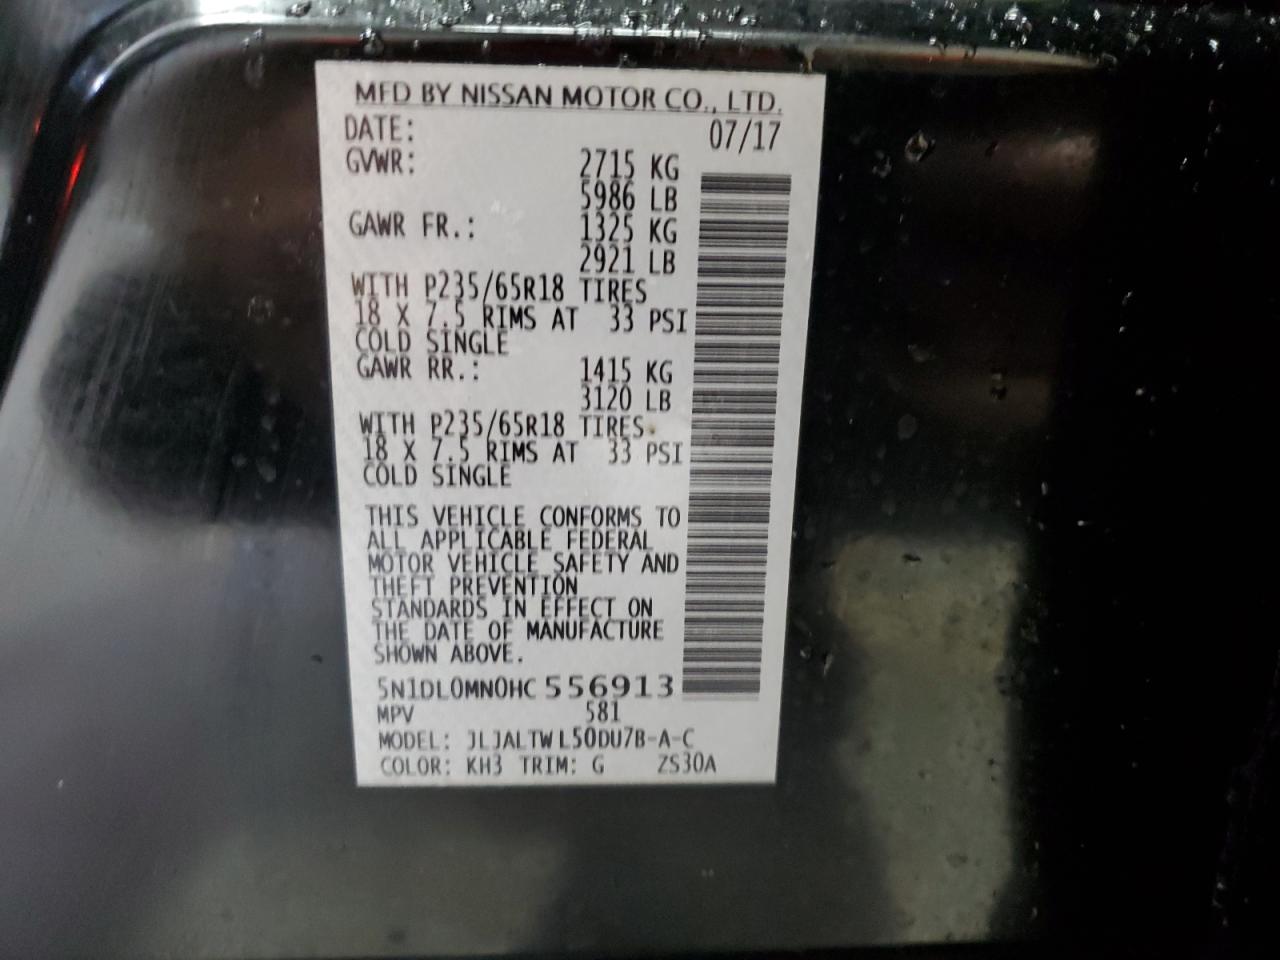 MFD BY NISSAN MOTOR CO., LTD.
DATE: 07/17
GVWR: 2715 KG
5986 LB
GAWR FR.: 1325 KG
2921 LB
WITH P235/65R18 TIRES
18 X 7.5 RIMS AT 33 PSI
COLD SINGLE
GAWR RR.: 1415 KG
3120 LB
WITH P235/65R18 TIRES
18 X 7.5 RIMS AT 33 PSI
COLD SINGLE
THIS VEHICLE CONFORMS TO
ALL APPLICABLE FEDERAL
MOTOR VEHICLE SAFETY AND
THEFT PREVENTION
STANDARDS IN EFFECT ON
THE DATE OF MANUFACTURE
SHOWN ABOVE.
5N1DL0MN0HC 556913
MPV 581
MODEL: JLJALTW L50DU7B-A-C
COLOR: KH3 TRIM: G ZS30A